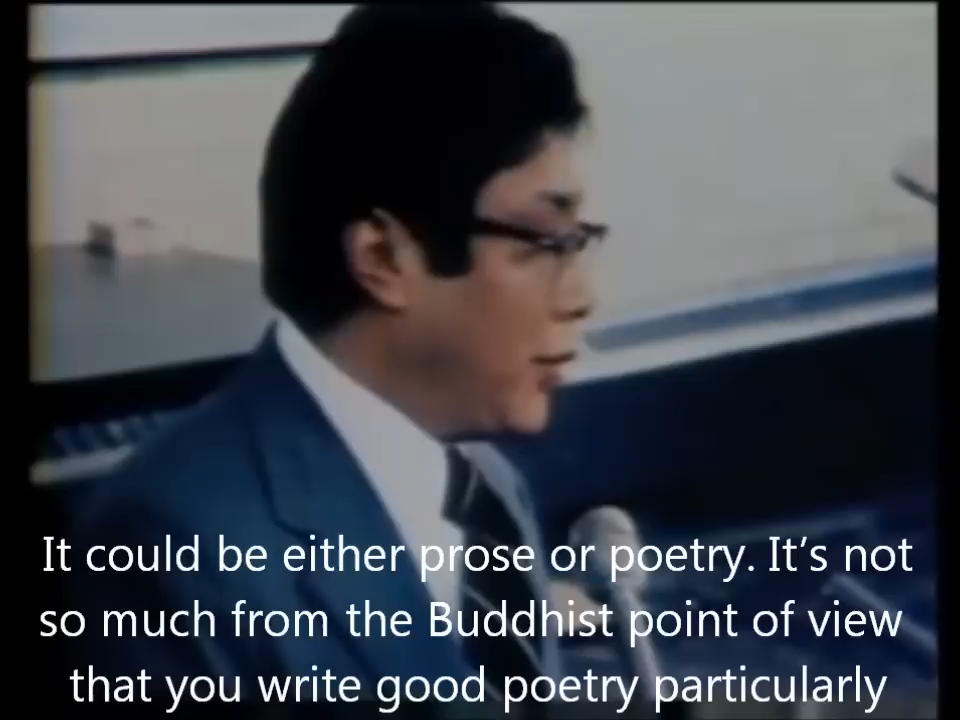 It could be either prose or poetry. It’s not
so much from the Buddhist point of view
that you write good poetry particularly